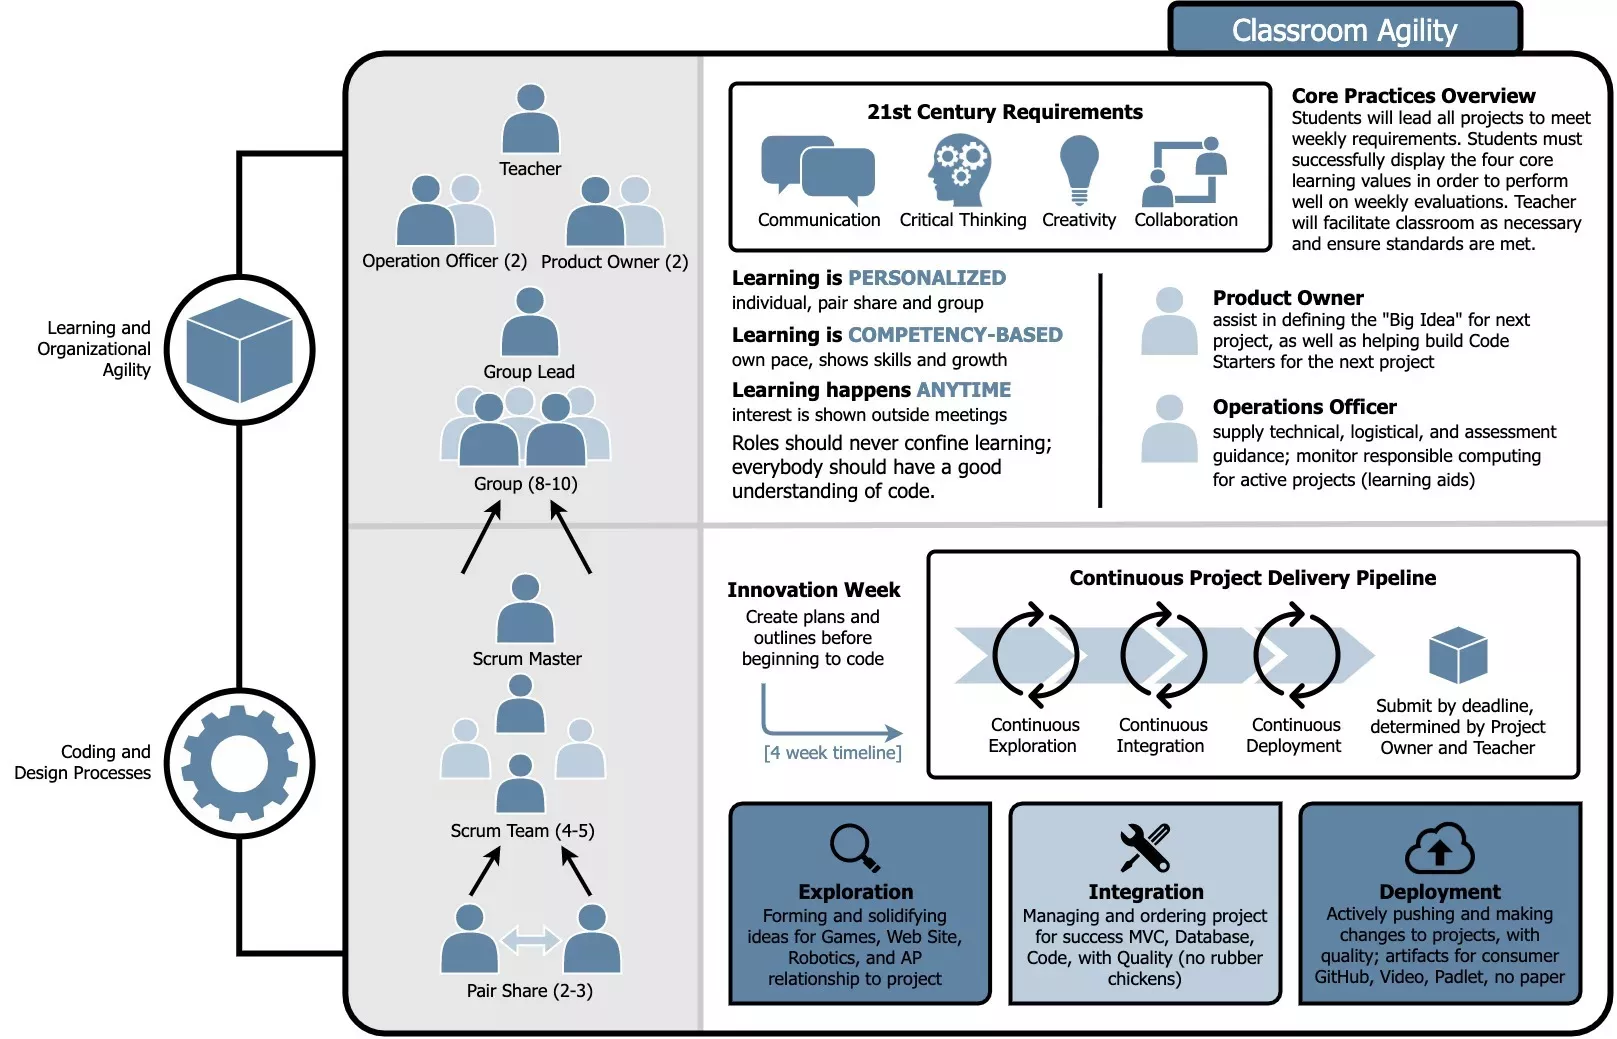 Classroom Agility
Learning and
Organizational
Agility
Coding and
Design Processes
Teacher
Operation Officer (2)
Product Owner (2)
Group Lead
Group (8-10)
Scrum Master
Scrum Team (4-5)
Pair Share (2-3)
21st Century Requirements
Communication
Critical Thinking
Creativity
Collaboration
Core Practices Overview
Students will lead all projects to meet
weekly requirements. Students must
successfully display the four core
learning values in order to perform
well on weekly evaluations. Teacher
will facilitate classroom as necessary
and ensure standards are met.
Learning is PERSONALIZED
individual, pair share and group
Learning is COMPETENCY-BASED
own pace, shows skills and growth
Learning happens ANYTIME
interest is shown outside meetings
Roles should never confine learning;
everybody should have a good
understanding of code.
Product Owner
assist in defining the "Big Idea" for next
project, as well as helping build Code
Starters for the next project
Operations Officer
supply technical, logistical, and assessment
guidance; monitor responsible computing
for active projects (learning aids)
Innovation Week
Create plans and
outlines before
beginning to code
[4 week timeline]
Continuous Project Delivery Pipeline
Continuous
Exploration
Continuous
Integration
Continuous
Deployment
Submit by deadline,
determined by Project
Owner and Teacher
Exploration
Forming and solidifying
ideas for Games, Web Site,
Robotics, and AP
relationship to project
Integration
Managing and ordering project
for success MVC, Database,
Code, with Quality (no rubber
chickens)
Deployment
Actively pushing and making
changes to projects, with
quality; artifacts for consumer
GitHub, Video, Padlet, no paper